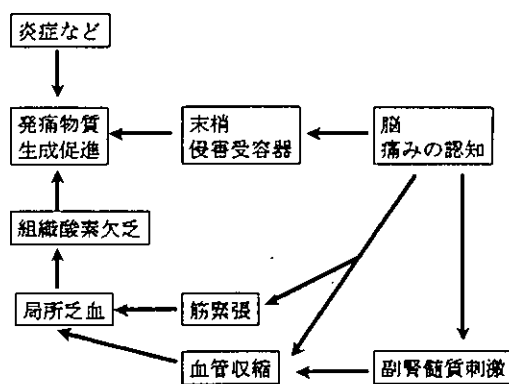 炎症など
発痛物質
生成促進
末梢
侵害受容器
脳
痛みの認知
組織酸素欠乏
局所乏血
筋緊張
血管収縮
副腎髄質刺激